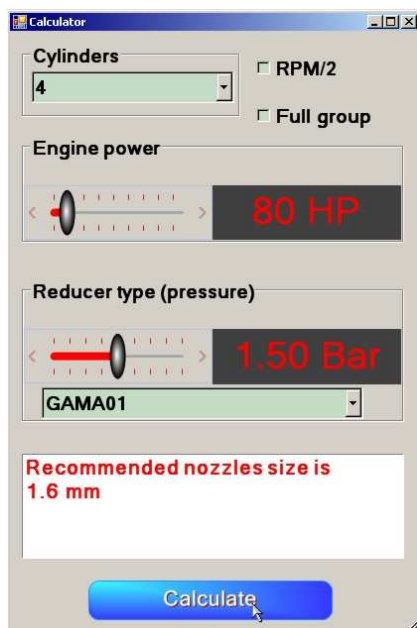 Calculator
Cylinders
4
RPM/2
Full group
Engine power
80 HP
Reducer type (pressure)
1.50 Bar
GAMA01
Recommended nozzles size is
1.6 mm
Calculate